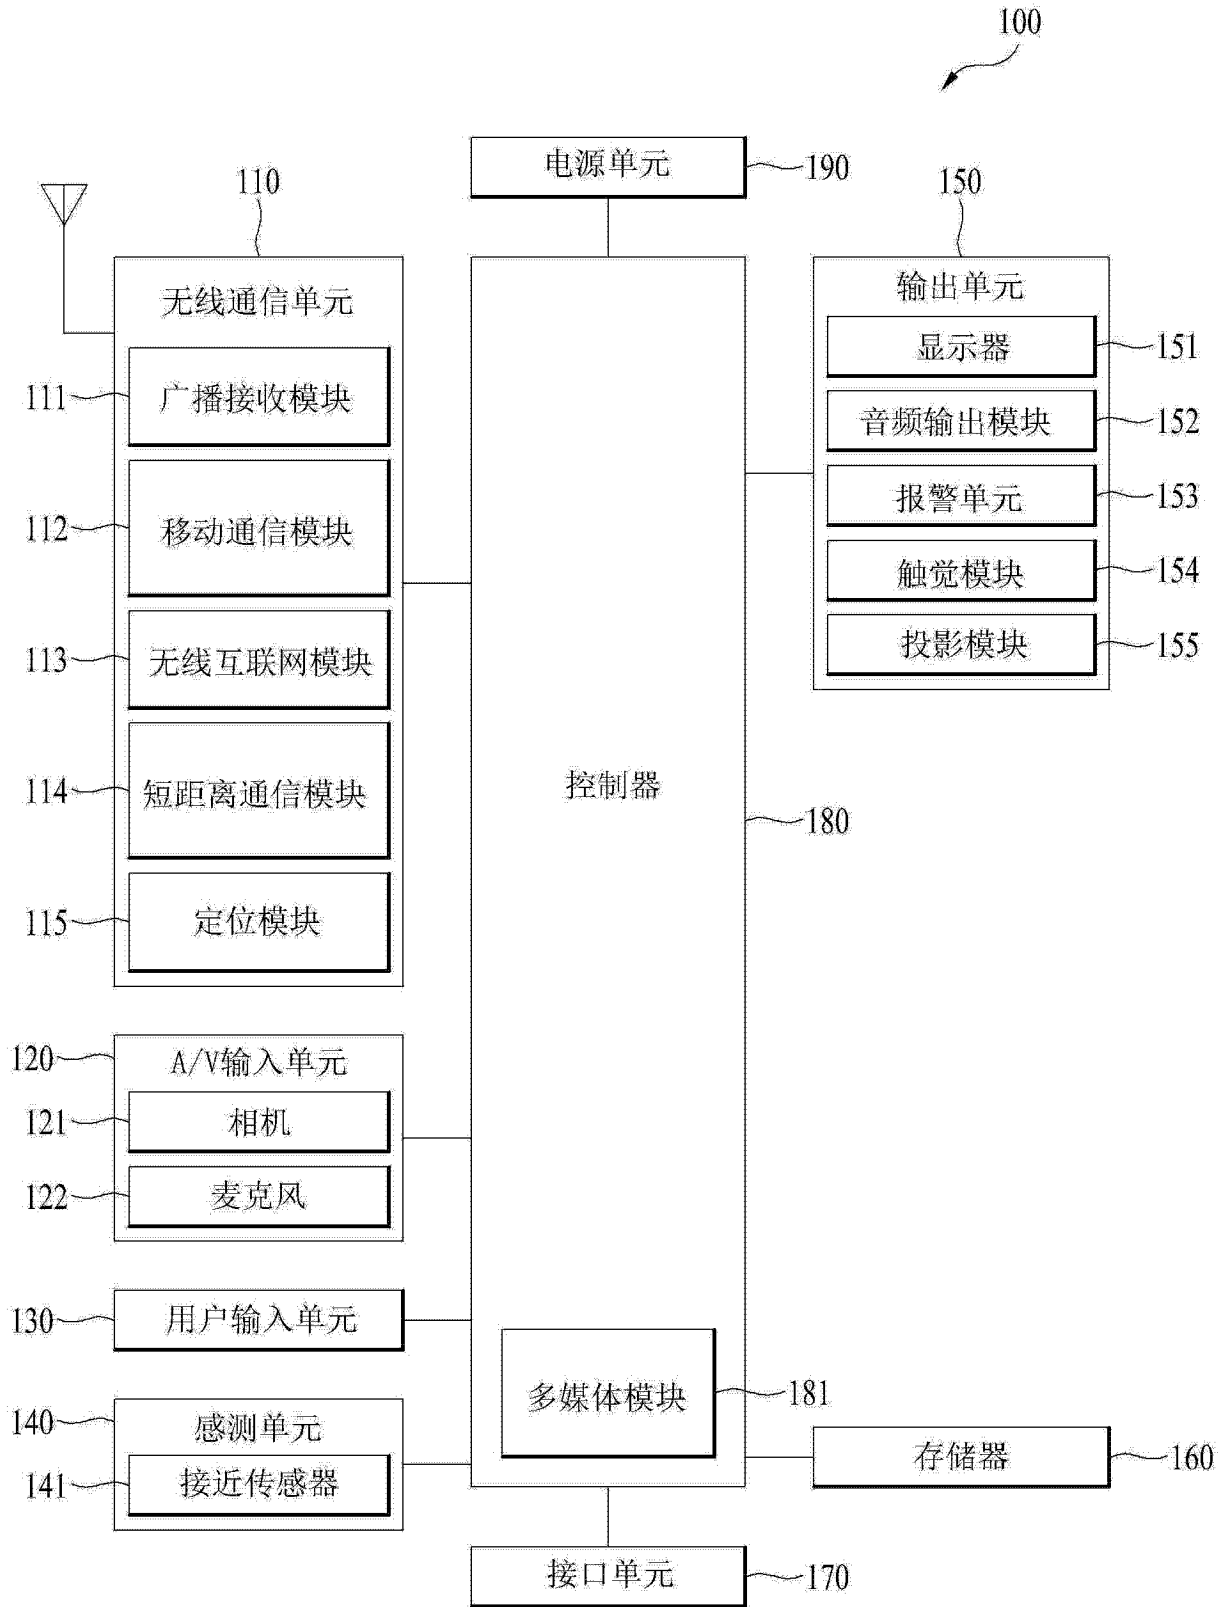 100
电源单元
190
110
无线通信单元
111
广播接收模块
112
移动通信模块
113
无线互联网模块
114
短距离通信模块
115
定位模块
120
A/V输入单元
121
相机
122
麦克风
130
用户输入单元
140
感测单元
141
接近传感器
控制器
180
多媒体模块
181
150
输出单元
显示器
151
音频输出模块
152
报警单元
153
触觉模块
154
投影模块
155
存储器
160
接口单元
170